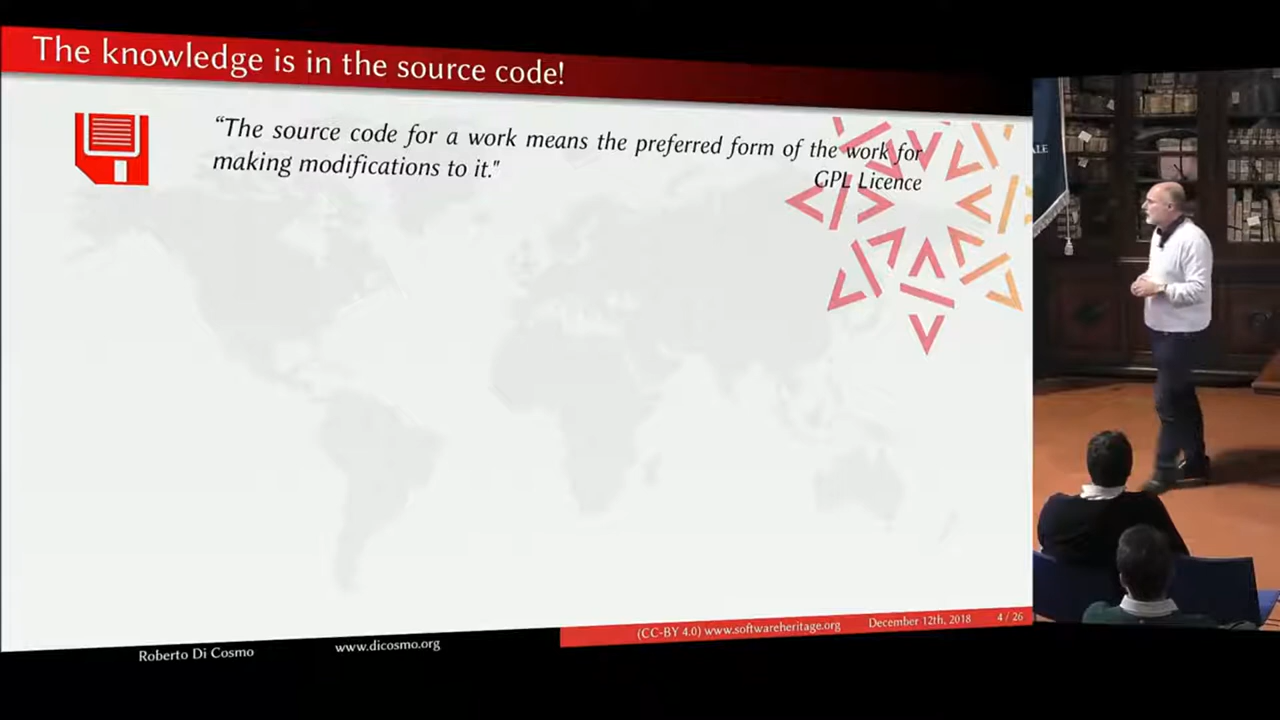 The knowledge is in the source code!
“The source code for a work means the preferred form of the work for
making modifications to it."
GPL Licence
ALE
(CC-BY 4.0) www.softwareheritage.org December 12th, 2018 4 / 26
Roberto Di Cosmo www.dicosmo.org